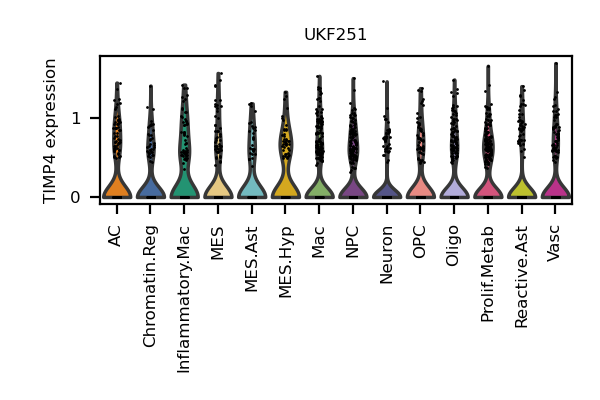 UKF251
TIMP4 expression
1
0
AC
Chromatin.Reg
Inflammatory.Mac
MES
MES.Ast
MES.Hyp
Mac
NPC
Neuron
OPC
Oligo
Prolif.Metab
Reactive.Ast
Vasc